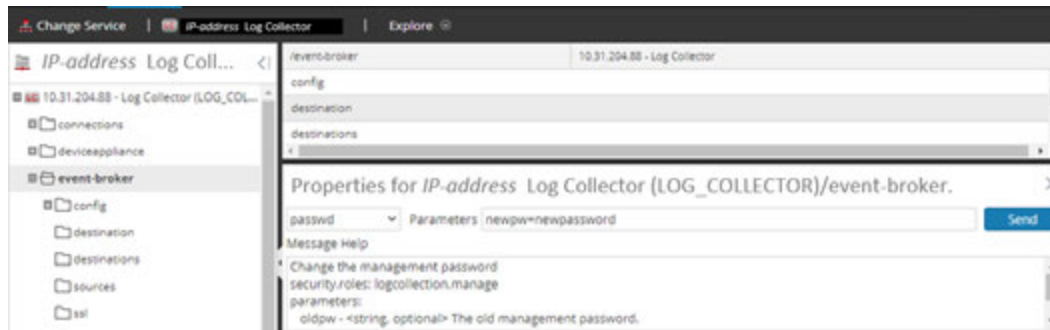 Change Service | IP-address Log Collector | Explore
IP-address Log Coll...
10.31.204.88 - Log Collector (LOG_COL...
connections
deviceappliance
event-broker
config
destination
destinations
sources
ssl
/event-broker 10.31.204.88 - Log Collector
config
destination
destinations
Properties for IP-address Log Collector (LOG_COLLECTOR)/event-broker.
passwd Parameters newpw=newpassword Send
Message Help
Change the management password
security.roles: logcollection.manage
parameters:
oldpw - <string, optional> The old management password.